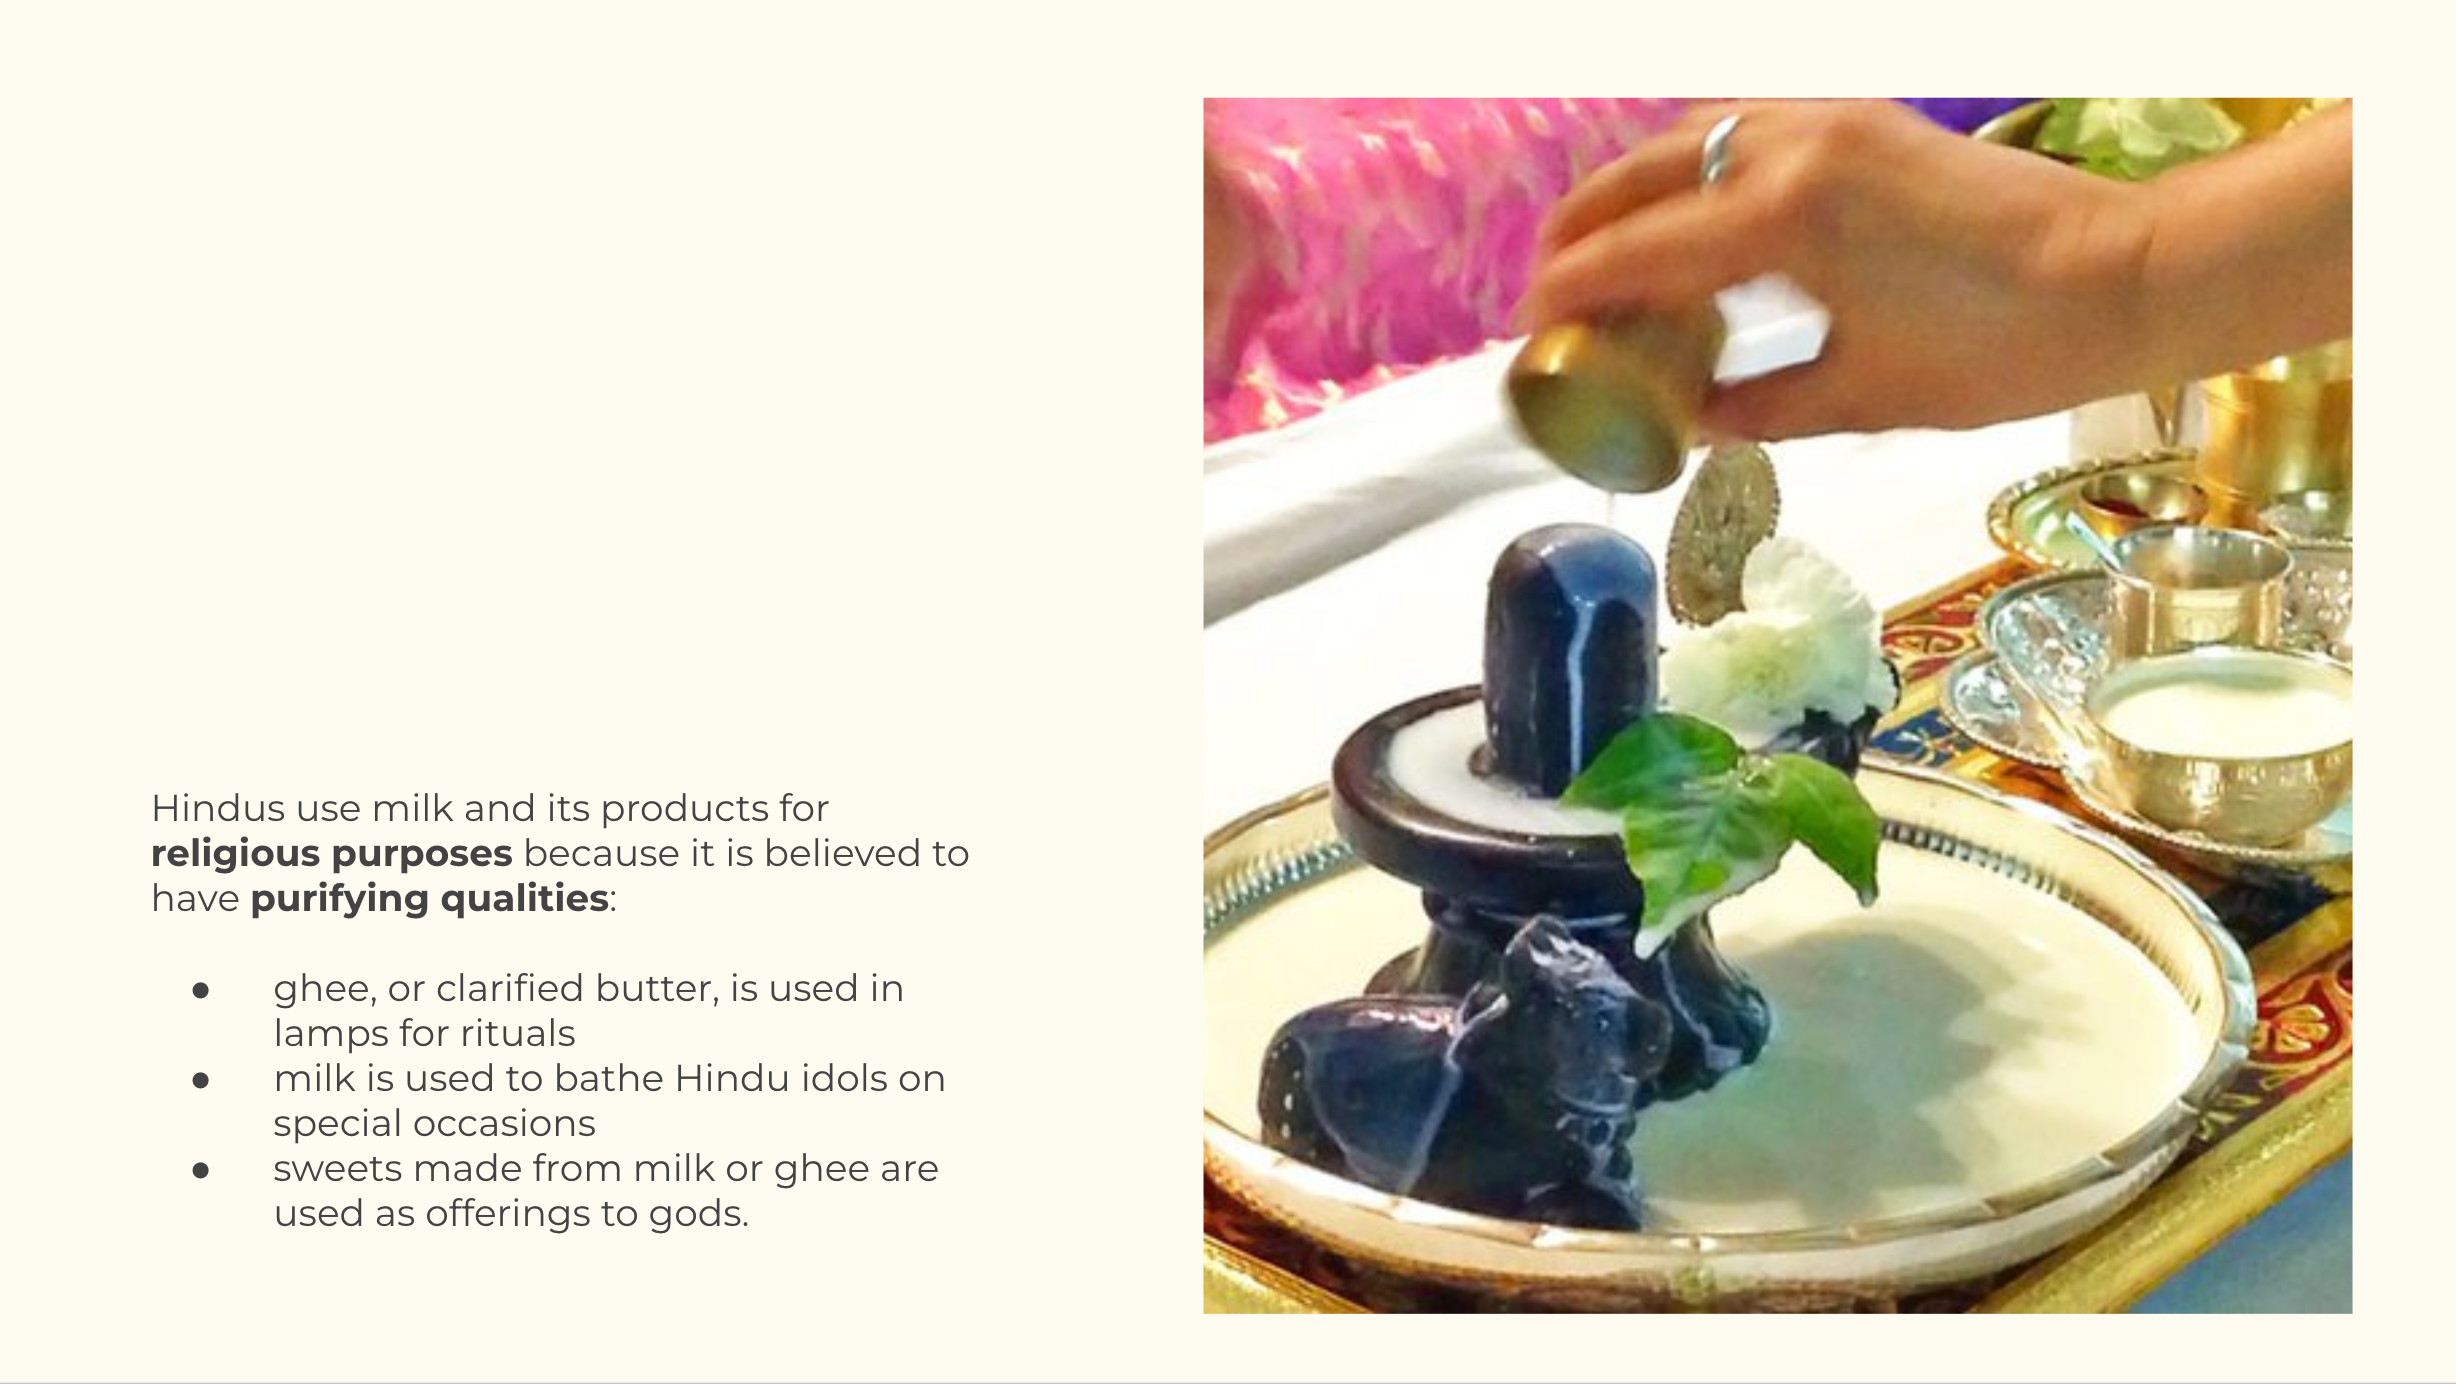 Hindus use milk and its products for
religious purposes because it is believed to
have purifying qualities:
● ghee, or clarified butter, is used in
lamps for rituals
● milk is used to bathe Hindu idols on
special occasions
● sweets made from milk or ghee are
used as offerings to gods.